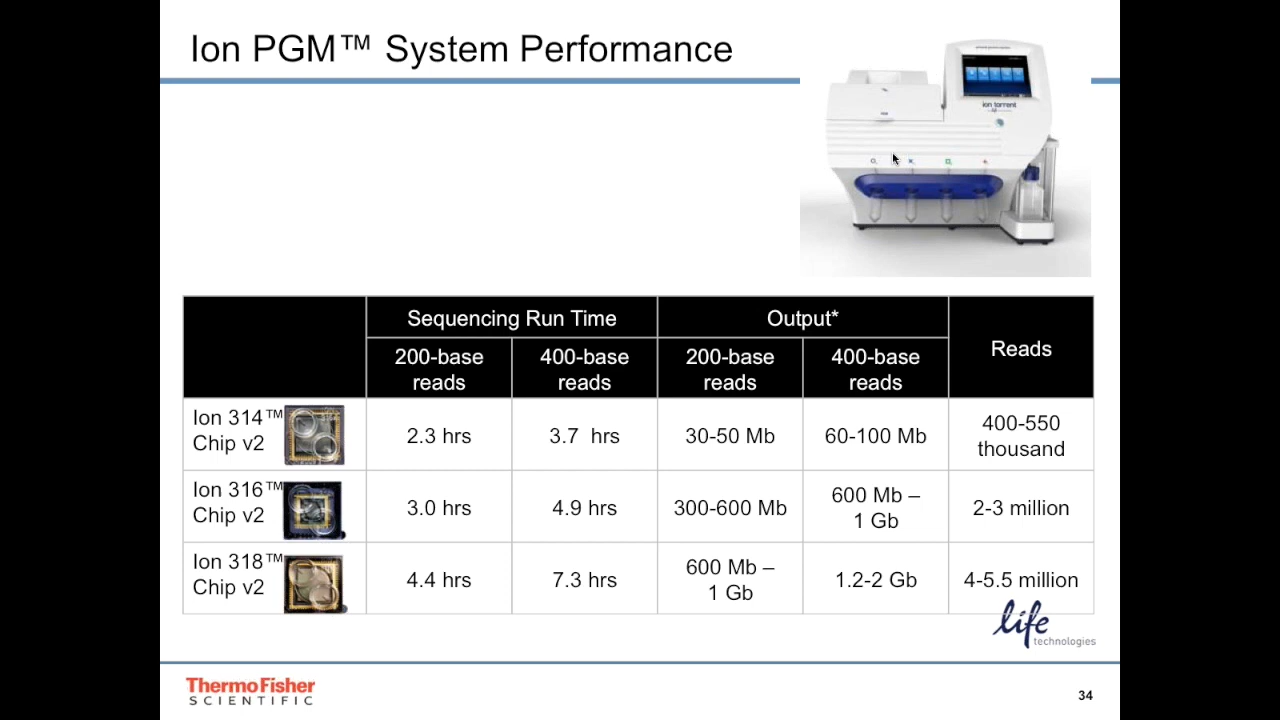 Ion PGM™ System Performance
ion torrent
Sequencing Run Time
Output*
Reads
200-base
reads
400-base
reads
200-base
reads
400-base
reads
Ion 314™
Chip v2
2.3 hrs
3.7 hrs
30-50 Mb
60-100 Mb
400-550
thousand
Ion 316™
Chip v2
3.0 hrs
4.9 hrs
300-600 Mb
600 Mb –
1 Gb
2-3 million
Ion 318™
Chip v2
4.4 hrs
7.3 hrs
600 Mb –
1 Gb
1.2-2 Gb
4-5.5 million
life
technologies
ThermoFisher
SCIENTIFIC
34